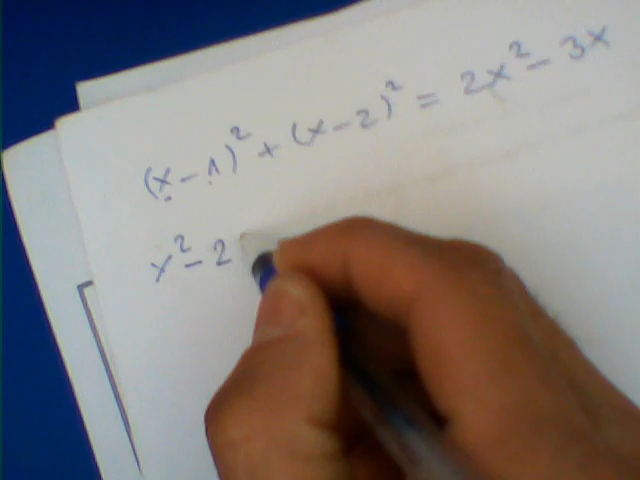 (x-1)² + (x-2)² = 2x² - 3x
x² - 2